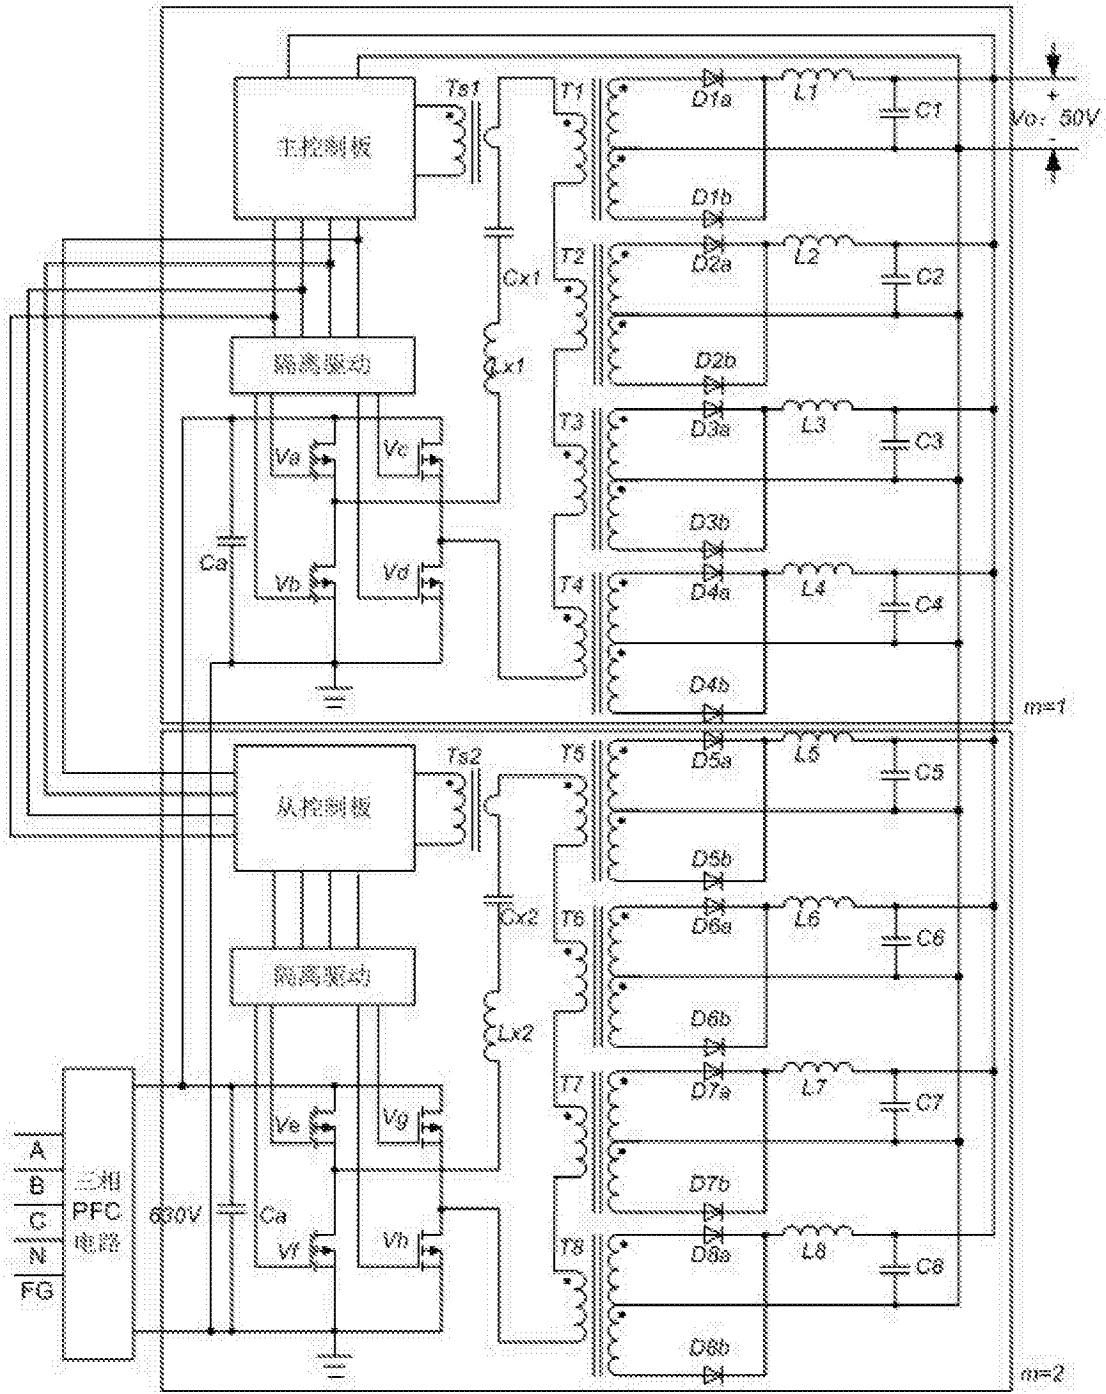 Ts1
T1
D1a
L1
C1
+
Vo: 50V
-
主控制板
D1b
T2
D2a
L2
Cx1
C2
隔离驱动
Lx1
D2b
T3
D3a
L3
C3
Va
Vc
D3b
Ca
Vb
Vd
T4
D4a
L4
C4
D4b
m=1
Ts2
T5
D5a
L5
C5
从控制板
D5b
Cx2
T6
D6a
L6
C6
隔离驱动
Lx2
D6b
T7
D7a
L7
C7
Ve
Vg
A
B
C
N
FG
三相
PFC
电路
630V
Ca
D7b
Vf
Vh
T8
D8a
L8
C8
D8b
m=2